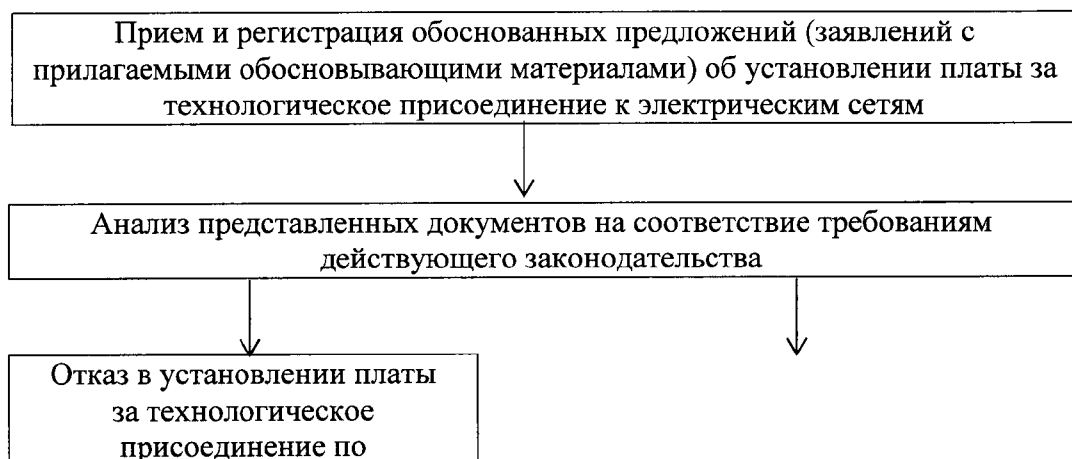 Прием и регистрация обоснованных предложений (заявлений с
прилагаемыми обосновывающими материалами) об установлении платы за
технологическое присоединение к электрическим сетям
Анализ представленных документов на соответствие требованиям
действующего законодательства
Отказ в установлении платы
за технологическое
присоединение по